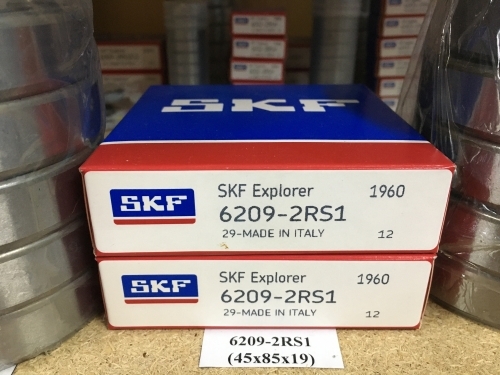 SKF
SKF
SKF Explorer 1960
6209-2RS1
29-MADE IN ITALY 12
SKF
SKF Explorer 1960
6209-2RS1
29-MADE IN ITALY 12
6209-2RS1
(45x85x19)